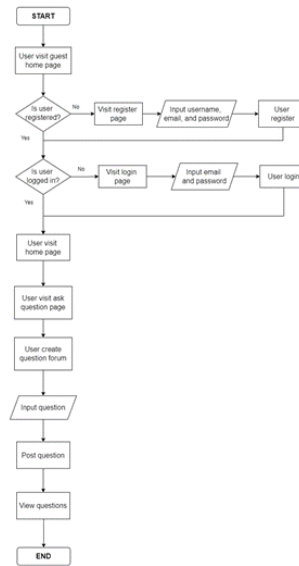 START
User visit guest
home page
Is user
registered?
No
Visit register
page
Input username,
email, and password
User
register
Yes
Is user
logged in?
No
Visit login
page
Input email
and password
User login
Yes
User visit
home page
User visit ask
question page
User create
question forum
Input question
Post question
View questions
END